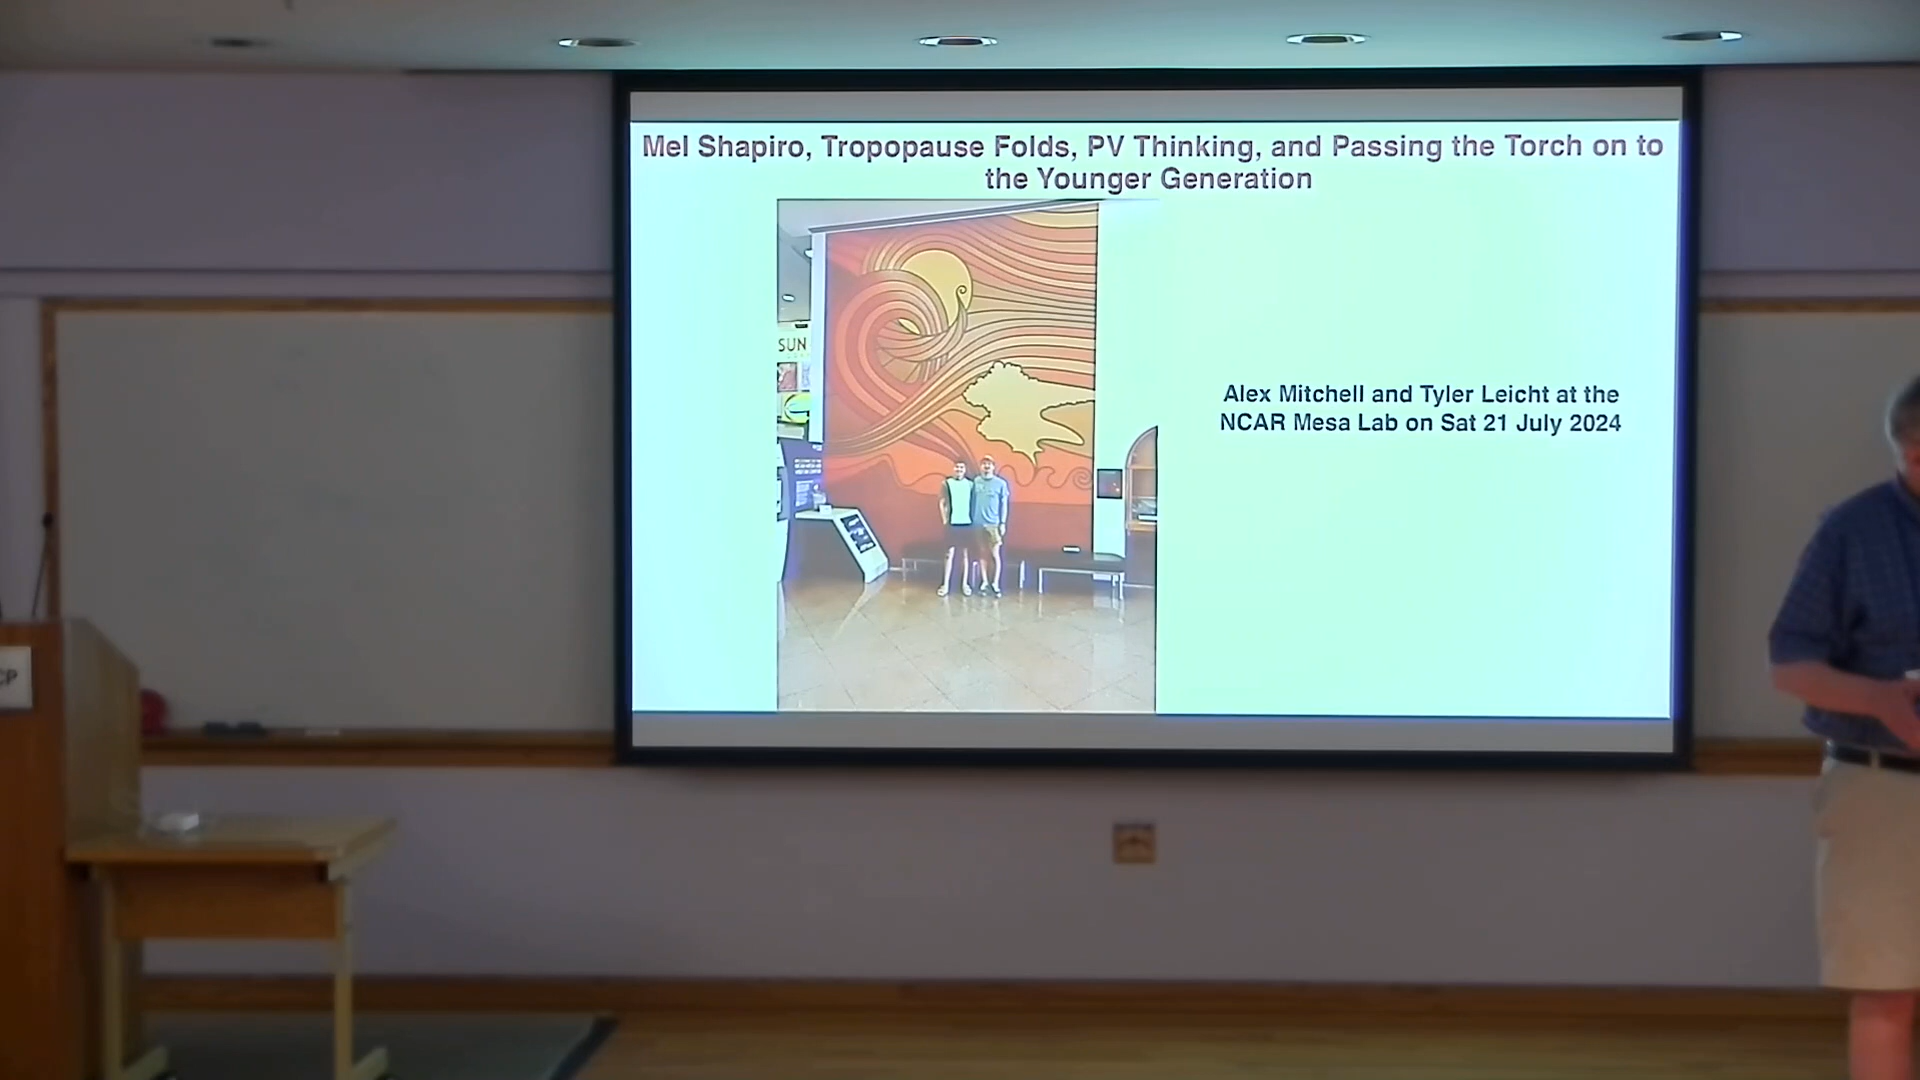 Mel Shapiro, Tropopause Folds, PV Thinking, and Passing the Torch on to
the Younger Generation
SUN
Alex Mitchell and Tyler Leicht at the
NCAR Mesa Lab on Sat 21 July 2024
CP